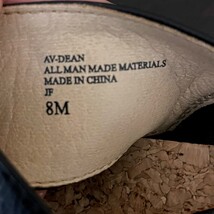 AV-DEAN
ALL MAN MADE MATERIALS
MADE IN CHINA
JF
8M